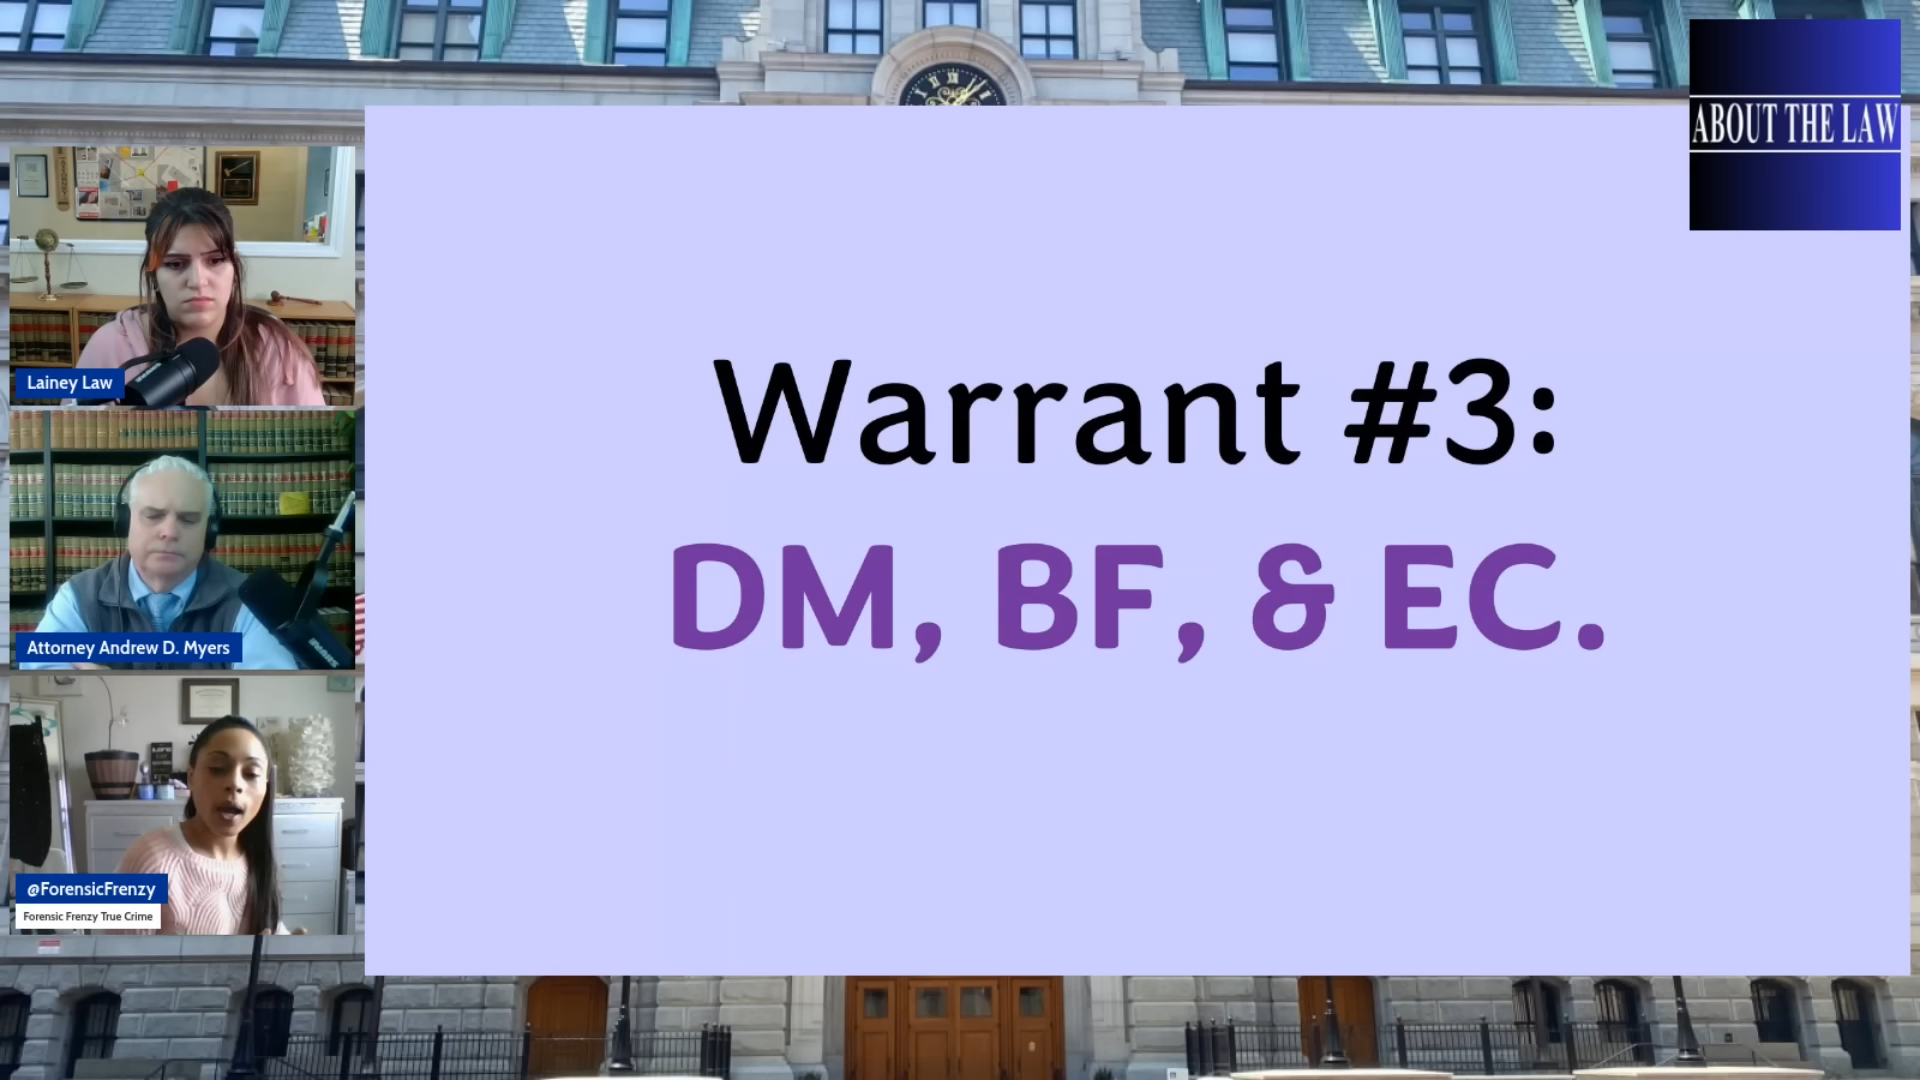 ABOUT THE LAW
Lainey Law
Warrant #3:
DM, BF, & EC.
Attorney Andrew D. Myers
@ForensicFrenzy
Forensic Frenzy True Crime